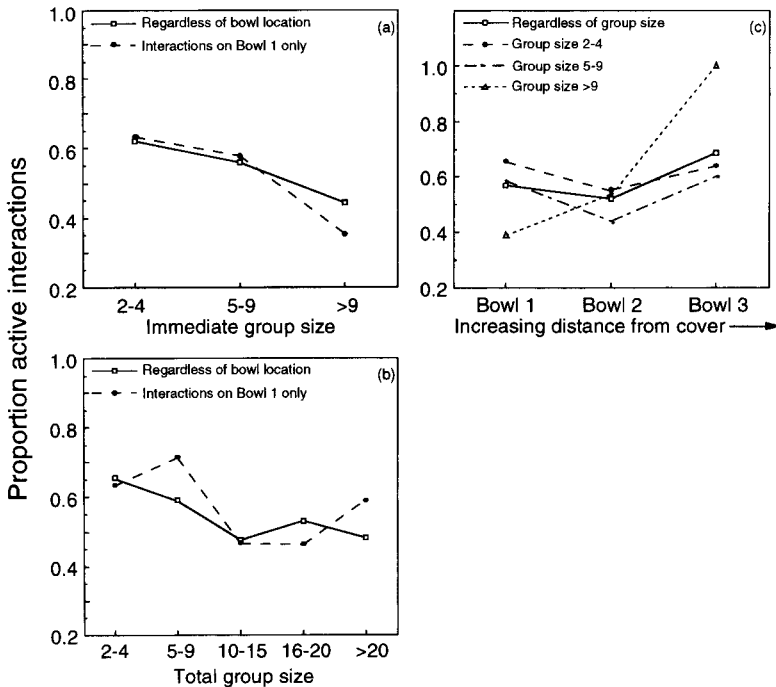 Proportion active interactions
(a)
Regardless of bowl location
Interactions on Bowl 1 only
1.0
0.8
0.6
0.4
0.2
2-4 5-9 >9
Immediate group size
(b)
Regardless of bowl location
Interactions on Bowl 1 only
1.0
0.8
0.6
0.4
0.2
2-4 5-9 10-15 16-20 >20
Total group size
(c)
Regardless of group size
Group size 2-4
Group size 5-9
Group size >9
1.0
0.8
0.6
0.4
0.2
Bowl 1 Bowl 2 Bowl 3
Increasing distance from cover